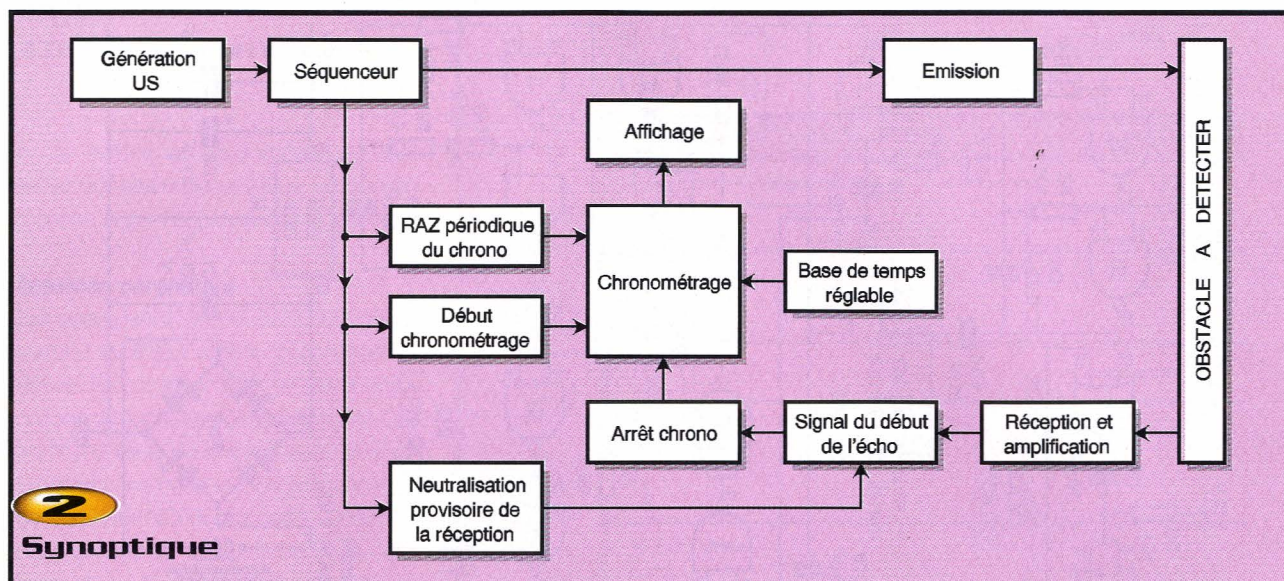 Génération
US
Séquenceur
Emission
Affichage
RAZ périodique
du chrono
Chronométrage
Base de temps
réglable
Début
chronométrage
OBSTACLE A DETECTER
Arrêt chrono
Signal du début
de l'écho
Réception et
amplification
Neutralisation
provisoire de
la réception
2
Synoptique